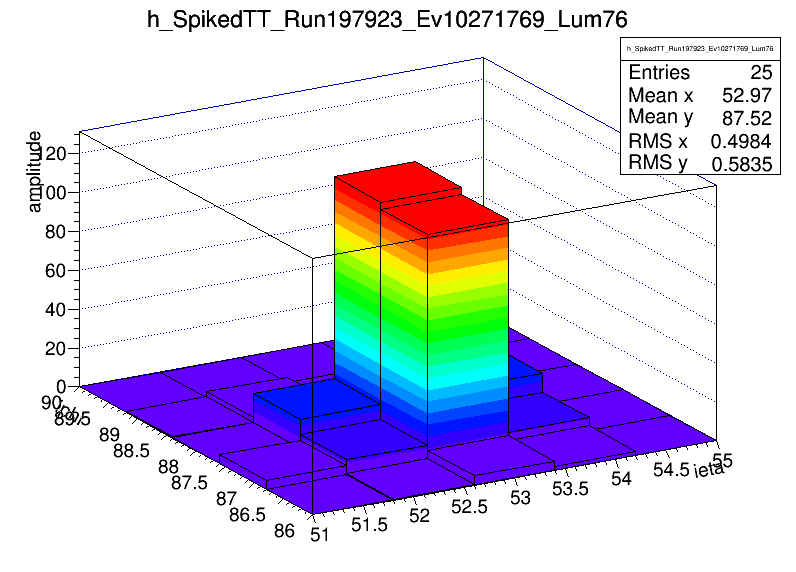 h_SpikedTT_Run197923_Ev10271769_Lum76
h_SpikedTT_Run197923_Ev10271769_Lum76
Entries 25
Mean x 52.97
Mean y 87.52
RMS x 0.4984
RMS y 0.5835
amplitude
20
00
80
60
40
20
0
90
89.5
89
88.5
88
87.5
87
86.5
86
51
51.5
52
52.5
53
53.5
54
54.5
55
ieta